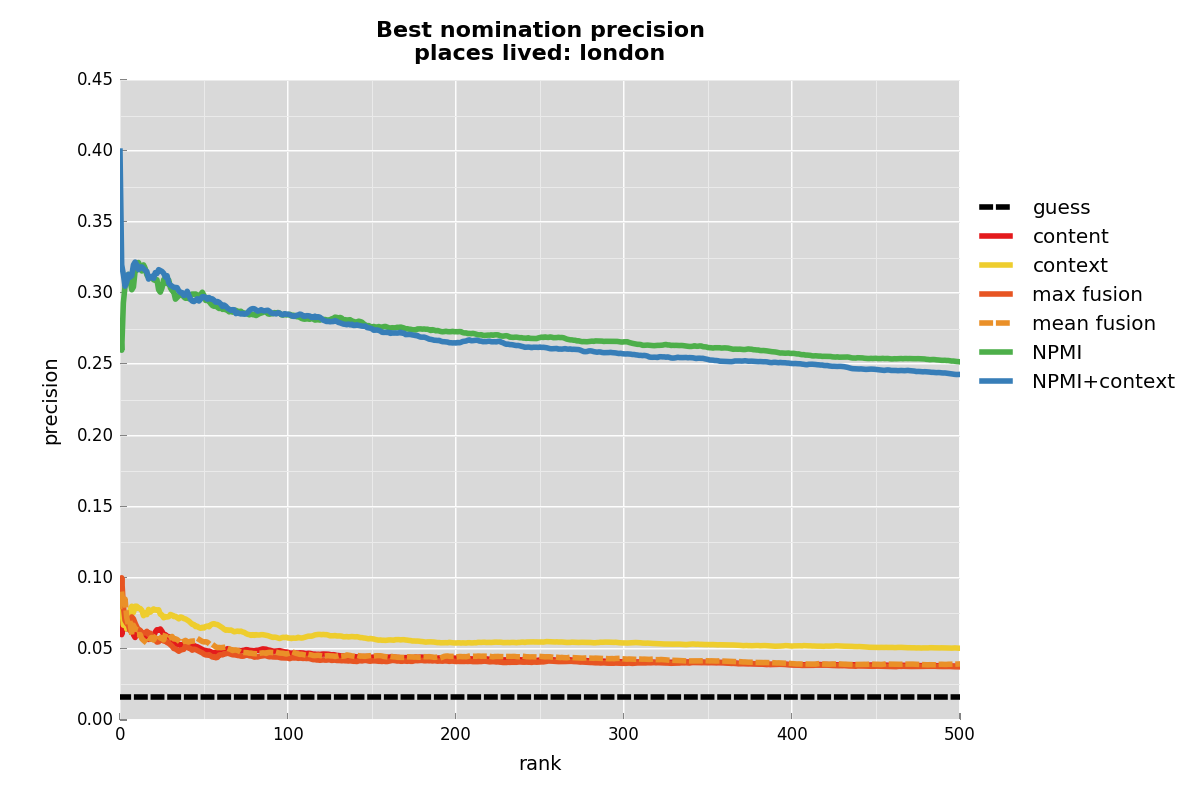 Best nomination precision
places lived: london
0.45
0.40
0.35
0.30
0.25
0.20
0.15
0.10
0.05
0.00
precision
0 100 200 300 400 500
rank
guess
content
context
max fusion
mean fusion
NPMI
NPMI+context